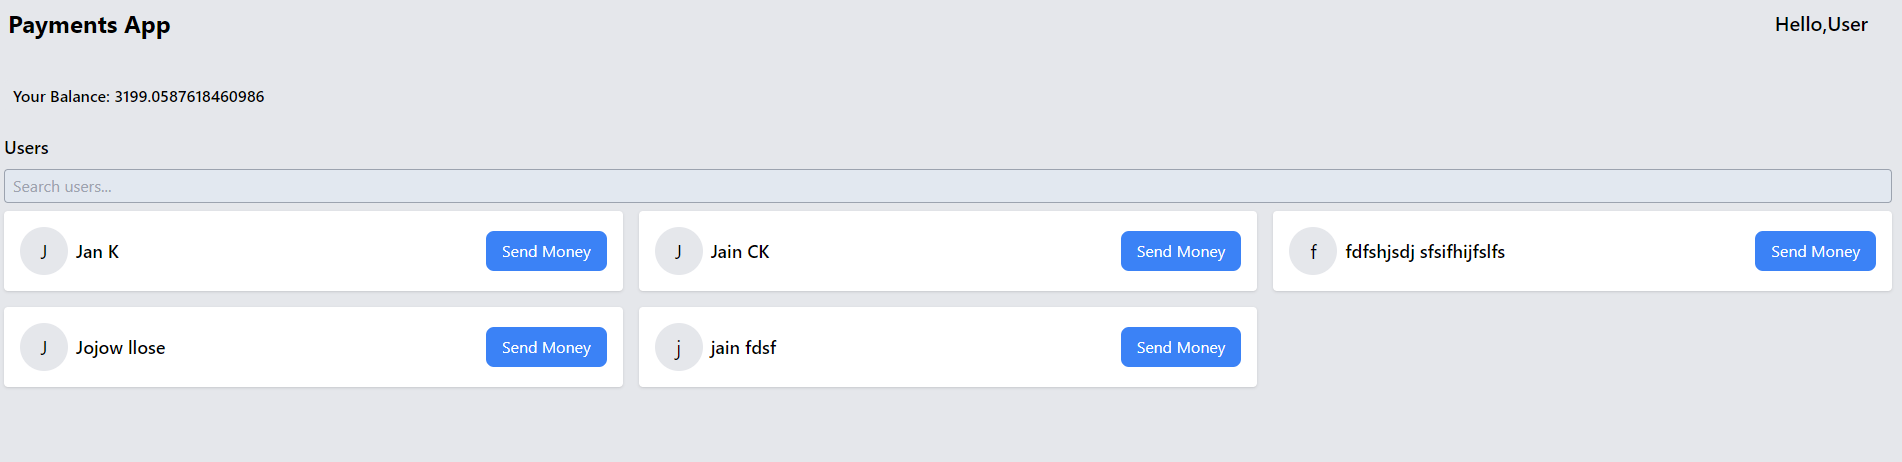 Payments App
Hello,User
Your Balance: 3199.0587618460986
Users
Search users...
J Jan K Send Money
J Jain CK Send Money
f fdfshjsdj sfsifhijfslfs Send Money
J Jojow llose Send Money
j jain fdsf Send Money